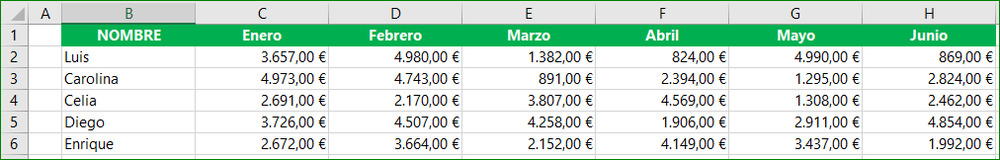 A B C D E F G H
1 NOMBRE Enero Febrero Marzo Abril Mayo Junio
2 Luis 3.657,00 € 4.980,00 € 1.382,00 € 824,00 € 4.990,00 € 869,00 €
3 Carolina 4.973,00 € 4.743,00 € 891,00 € 2.394,00 € 1.295,00 € 2.824,00 €
4 Celia 2.691,00 € 2.170,00 € 3.807,00 € 4.569,00 € 1.308,00 € 2.462,00 €
5 Diego 3.726,00 € 4.507,00 € 4.258,00 € 1.906,00 € 2.911,00 € 4.854,00 €
6 Enrique 2.672,00 € 3.664,00 € 2.152,00 € 4.149,00 € 3.437,00 € 1.992,00 €